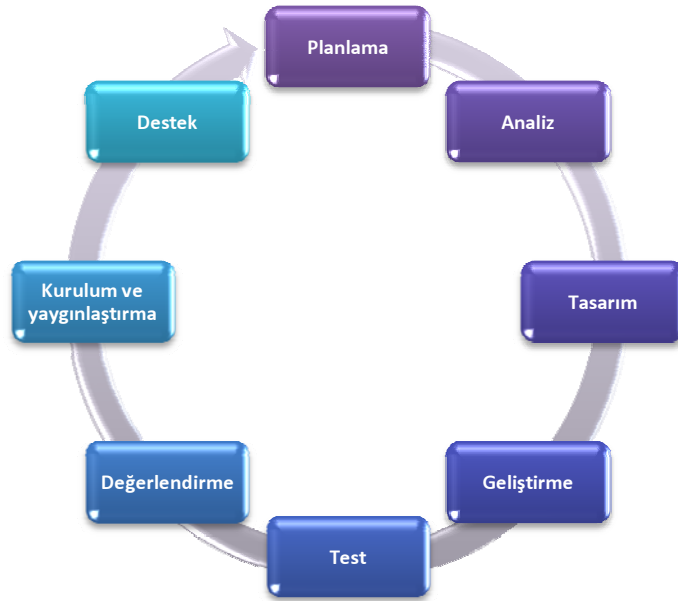 Planlama
Analiz
Tasarım
Geliştirme
Test
Değerlendirme
Kurulum ve
yaygınlaştırma
Destek